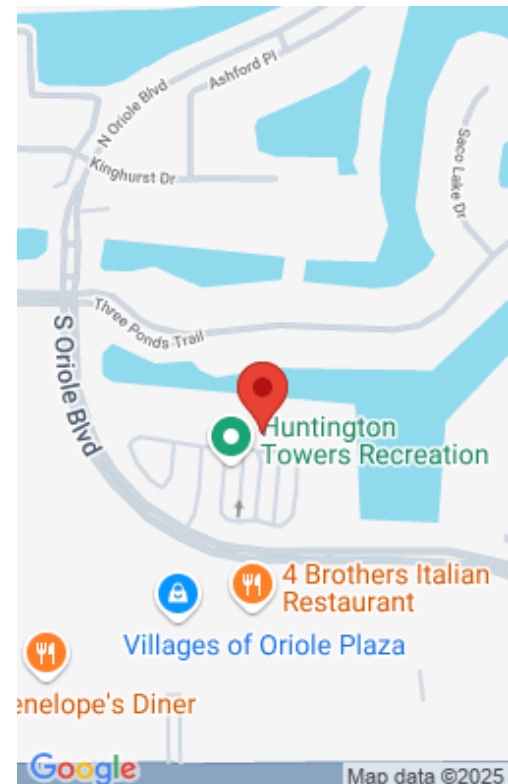 Ashford Pl
N Oriole Blvd
Kinghurst Dr
Saco Lake Dr
Three Ponds Trail
S Oriole Blvd
Huntington
Towers Recreation
4 Brothers Italian
Restaurant
Villages of Oriole Plaza
enelope's Diner
Google
Map data ©2025